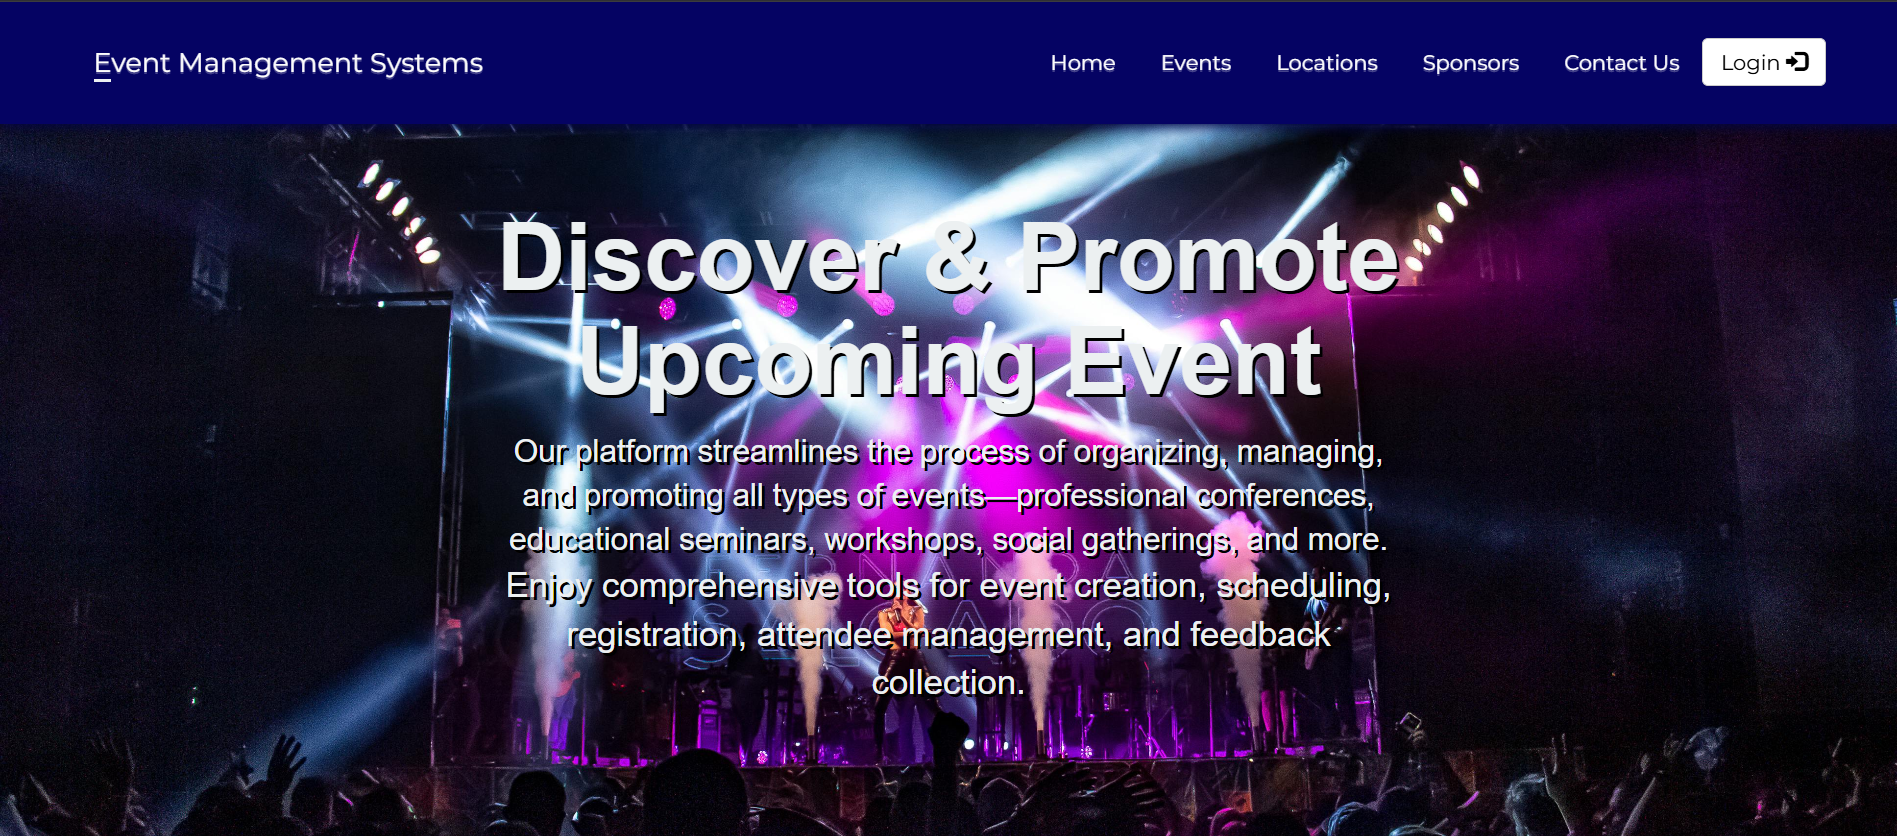 Event Management Systems
Home Events Locations Sponsors Contact Us Login
Discover & Promote
Upcoming Event
Our platform streamlines the process of organizing, managing,
and promoting all types of events—professional conferences,
educational seminars, workshops, social gatherings, and more.
Enjoy comprehensive tools for event creation, scheduling,
registration, attendee management, and feedback
collection.